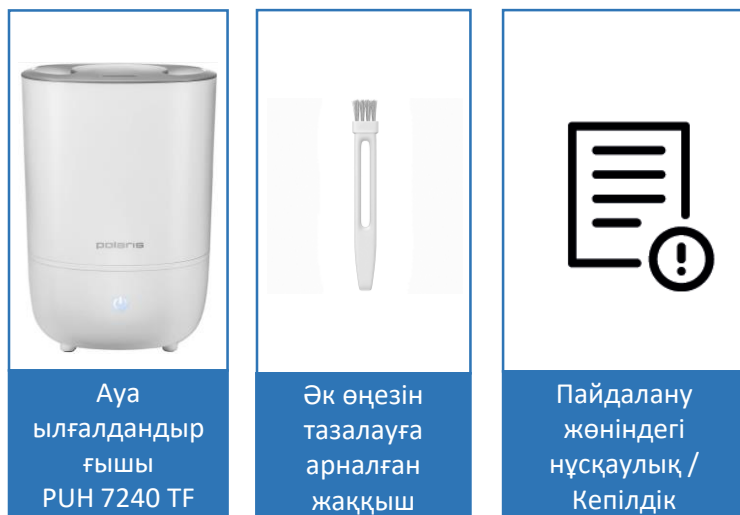 polaris
Ауа
ылғалдандыр
ғышы
PUH 7240 TF
Әк өңезін
тазалауға
арналған
жаққыш
Пайдалану
жөніндегі
нұсқаулық /
Кепілдік